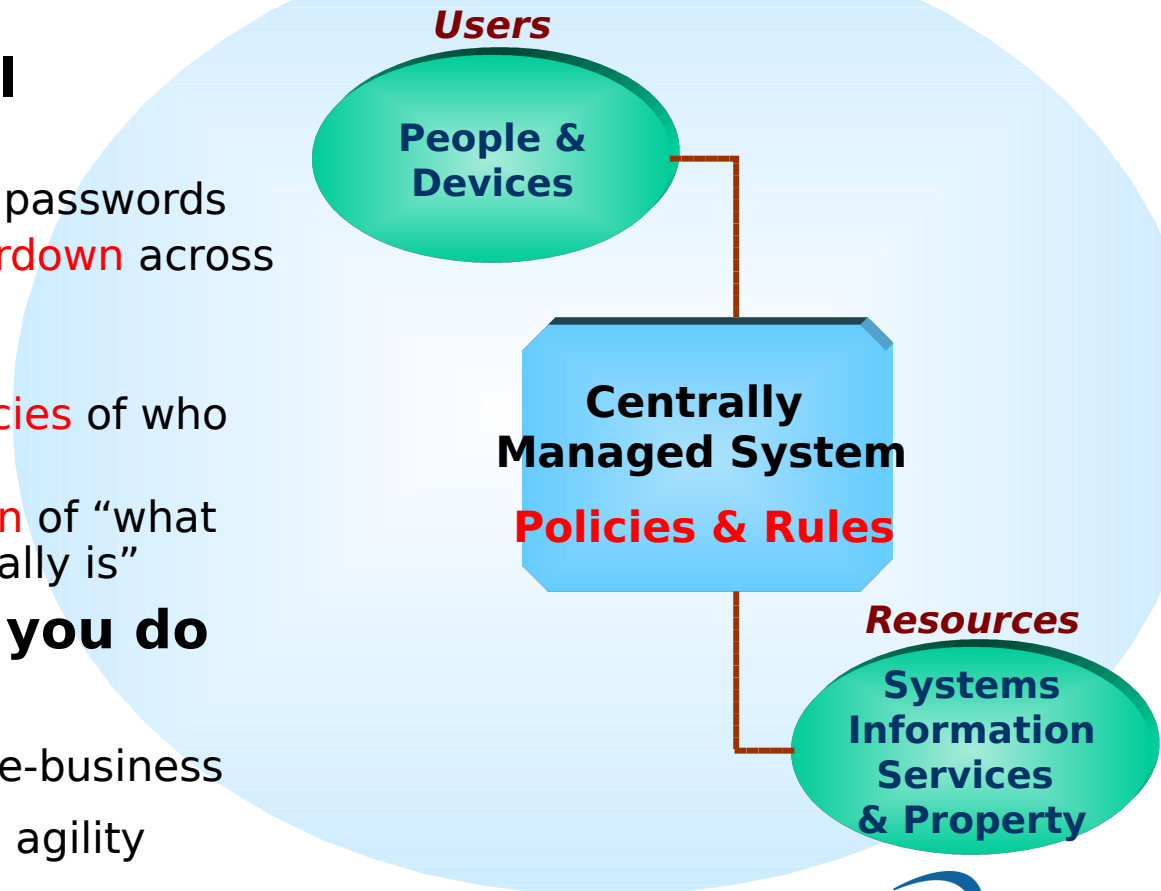 l
passwords
rdown across
cies of who
n of “what
ally is”
you do
e-business
agility
Users
People &
Devices
Centrally
Managed System
Policies & Rules
Resources
Systems
Information
Services
& Property